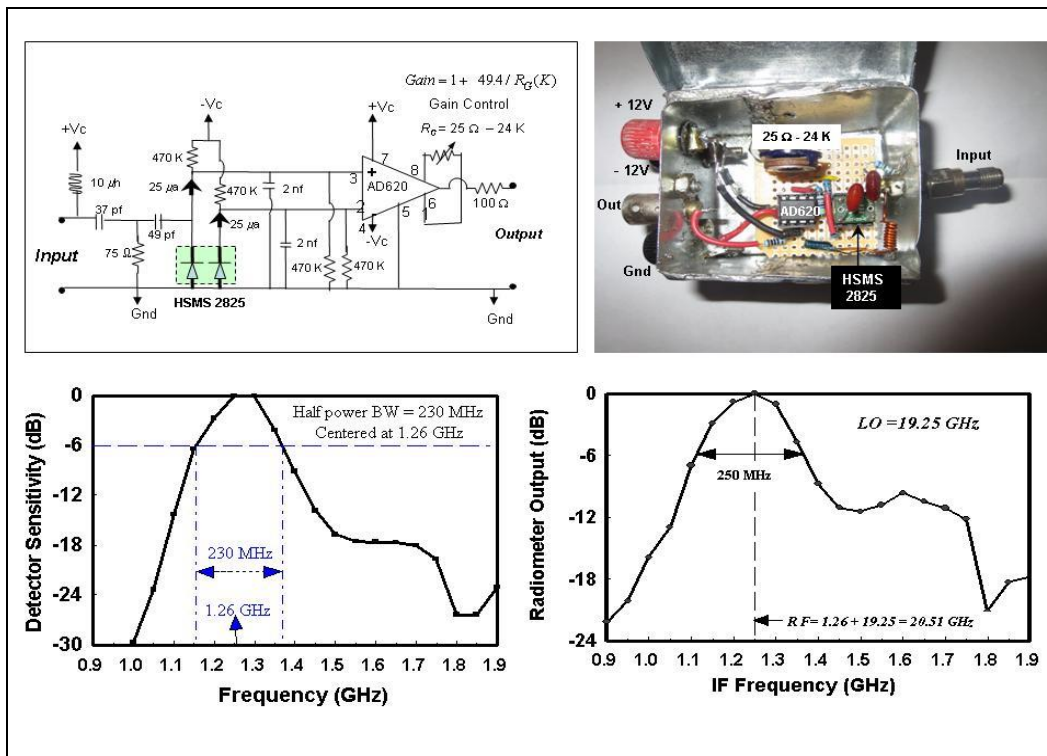 Gain = 1 + 49.4 / R_G(K)
Gain Control
R_G = 25 Ω – 24 K
-Vc
+Vc
+Vc
470 K
10 µh
25 µa
470 K
25 µa
2 nf
2 nf
3
2
4
-Vc
7
8
AD620
5
6
100 Ω
37 pf
49 pf
75 Ω
470 K
470 K
Input
Output
HSMS 2825
Gnd
Gnd
+ 12V
- 12V
Out
Gnd
25 Ω - 24 K
AD620
Input
HSMS
2825
Detector Sensitivity (dB)
0
-6
-12
-18
-24
-30
Half power BW = 230 MHz
Centered at 1.26 GHz
230 MHz
1.26 GHz
0.9 1.0 1.1 1.2 1.3 1.4 1.5 1.6 1.7 1.8 1.9
Frequency (GHz)
Radiometer Output (dB)
0
-6
-12
-18
-24
LO =19.25 GHz
250 MHz
RF= 1.26 + 19.25 = 20.51 GHz
0.9 1.0 1.1 1.2 1.3 1.4 1.5 1.6 1.7 1.8 1.9
IF Frequency (GHz)